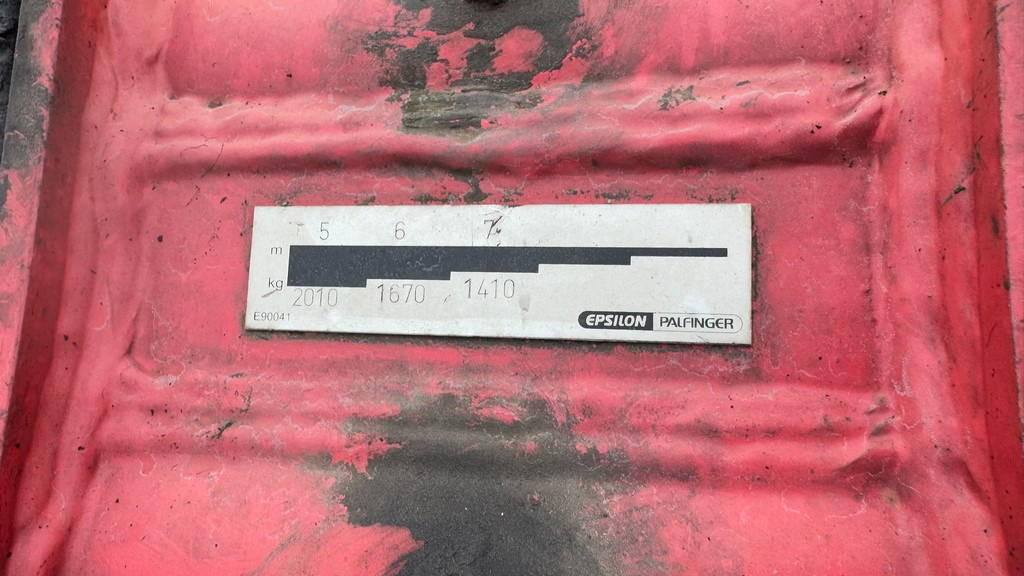 5 6 7
m
kg
2010 1670 1410
E90041
EPSILON PALFINGER